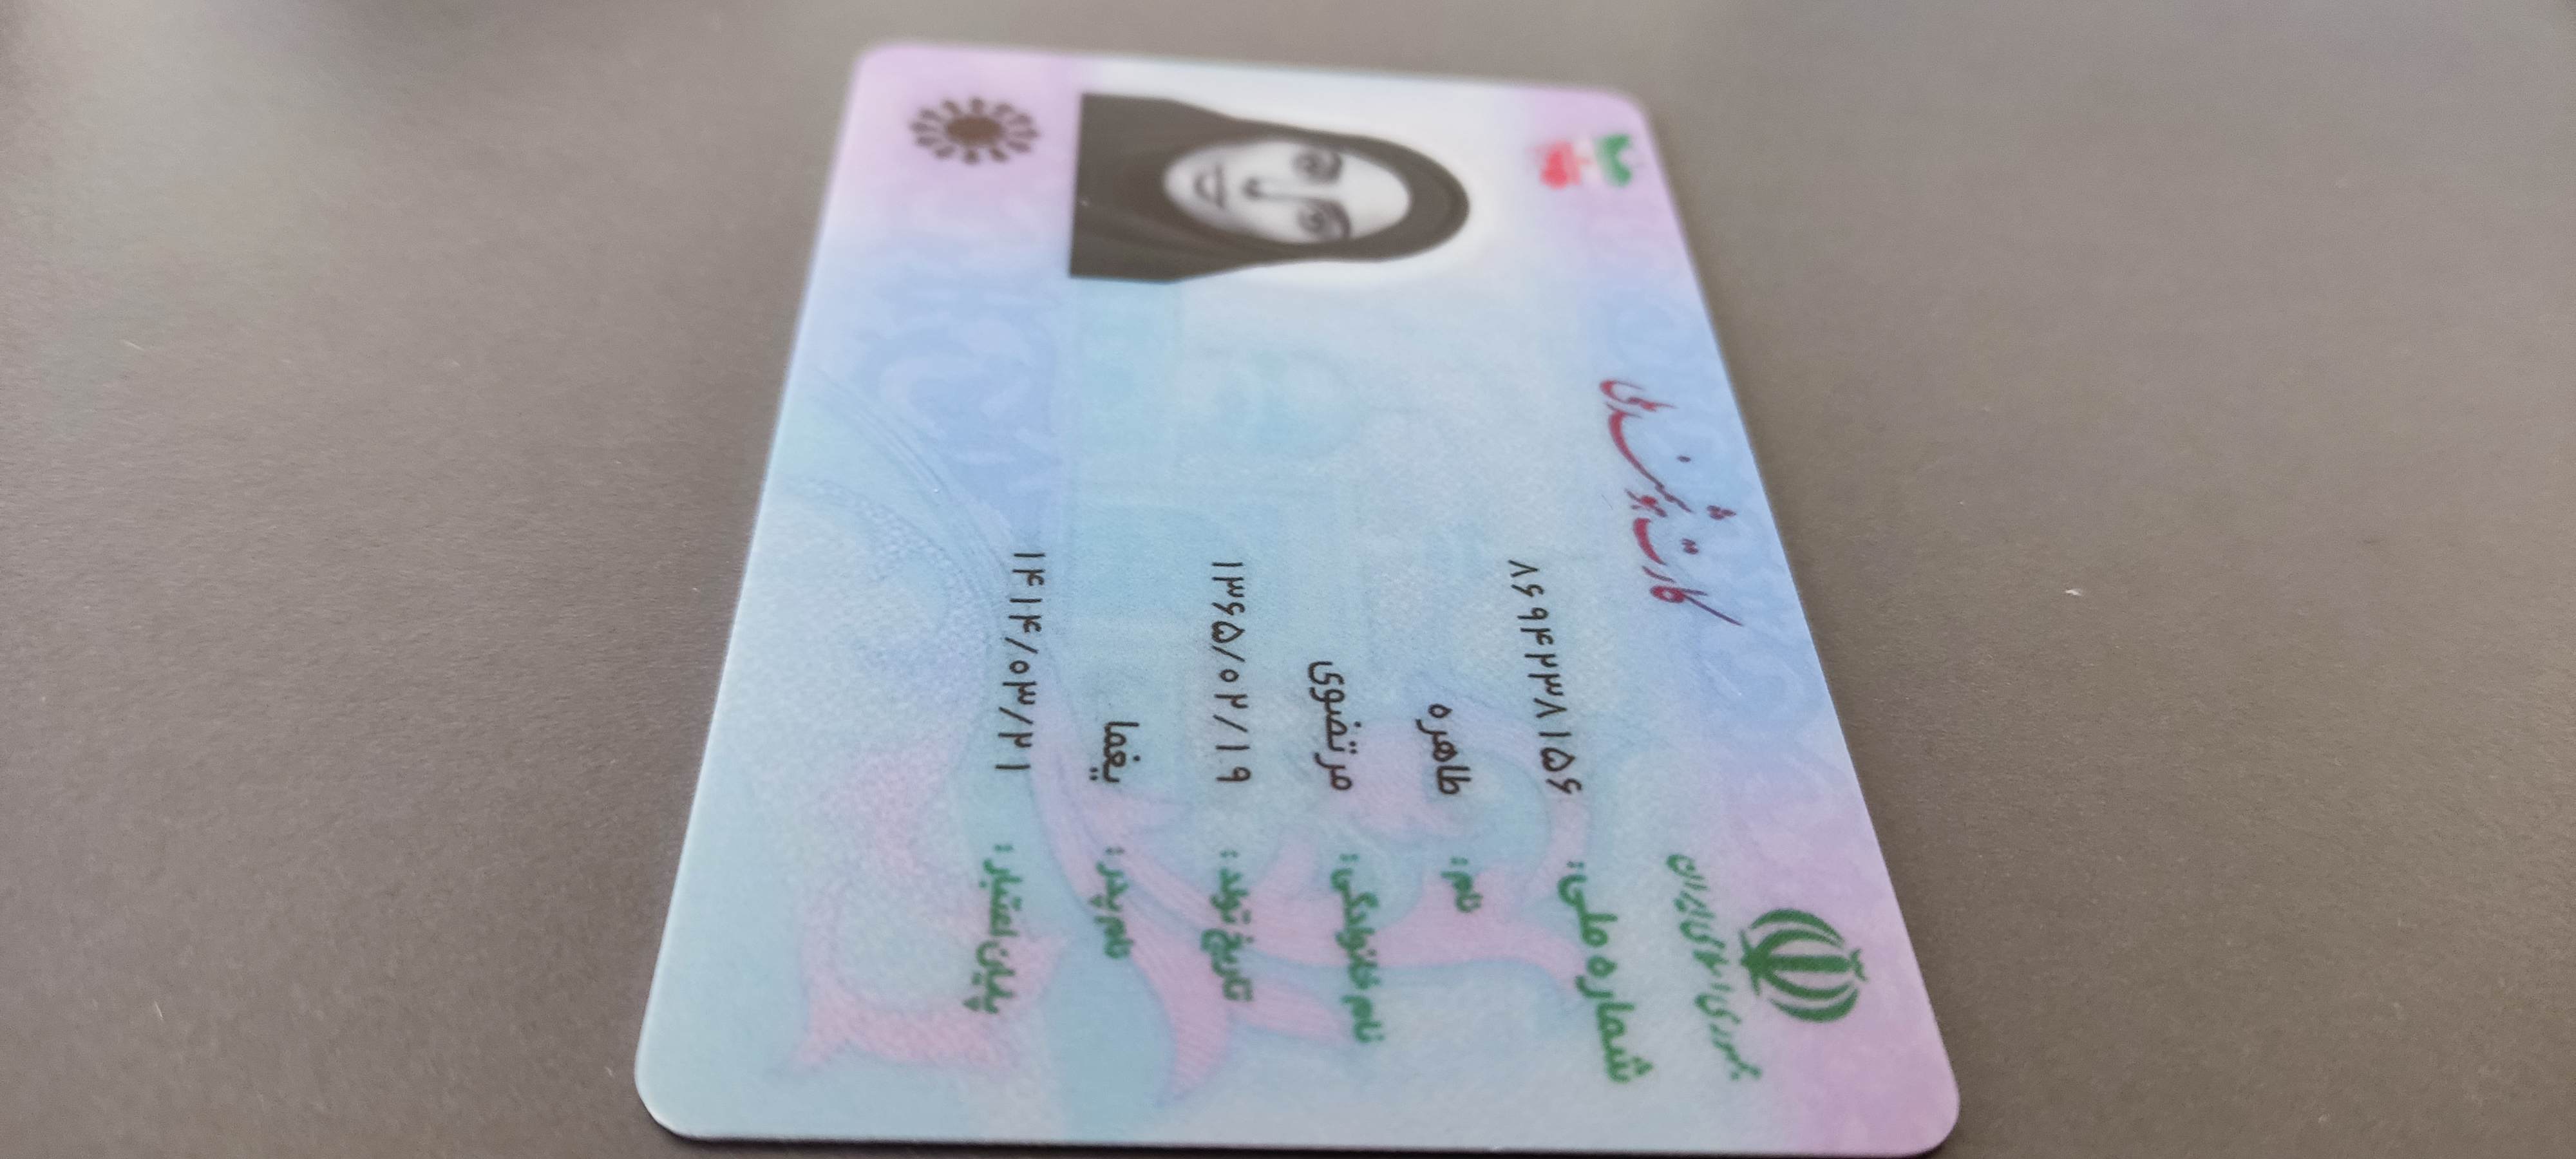 جمهوری اسلامی ایران
کارت هوشمند ملی
شماره ملی: ۸۶۹۴۲۳۸۱۵۶
نام: طاهره
نام خانوادگی: مرتضوی
تاریخ تولد: ۱۳۶۵/۰۲/۱۹
نام پدر: یغما
پایان اعتبار: ۱۴۱۴/۰۳/۲۱